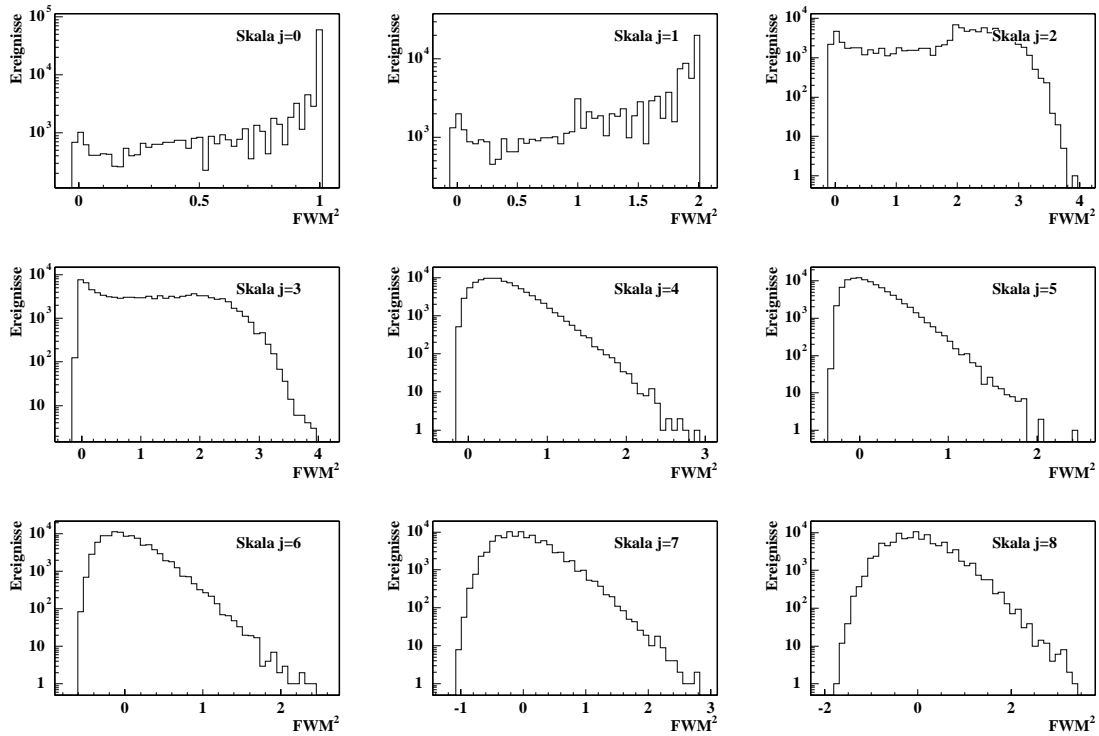 Skala j=0
Ereignisse
10^5
10^4
10^3
0
0.5
1
FWM^2
Skala j=1
Ereignisse
10^4
10^3
0
0.5
1
1.5
2
FWM^2
Skala j=2
Ereignisse
10^4
10^3
10^2
10
1
0
1
2
3
4
FWM^2
Skala j=3
Ereignisse
10^4
10^3
10^2
10
0
1
2
3
4
FWM^2
Skala j=4
Ereignisse
10^4
10^3
10^2
10
1
0
1
2
3
FWM^2
Skala j=5
Ereignisse
10^4
10^3
10^2
10
1
0
1
2
FWM^2
Skala j=6
Ereignisse
10^4
10^3
10^2
10
1
0
1
2
FWM^2
Skala j=7
Ereignisse
10^4
10^3
10^2
10
1
-1
0
1
2
3
FWM^2
Skala j=8
Ereignisse
10^4
10^3
10^2
10
1
-2
0
2
FWM^2